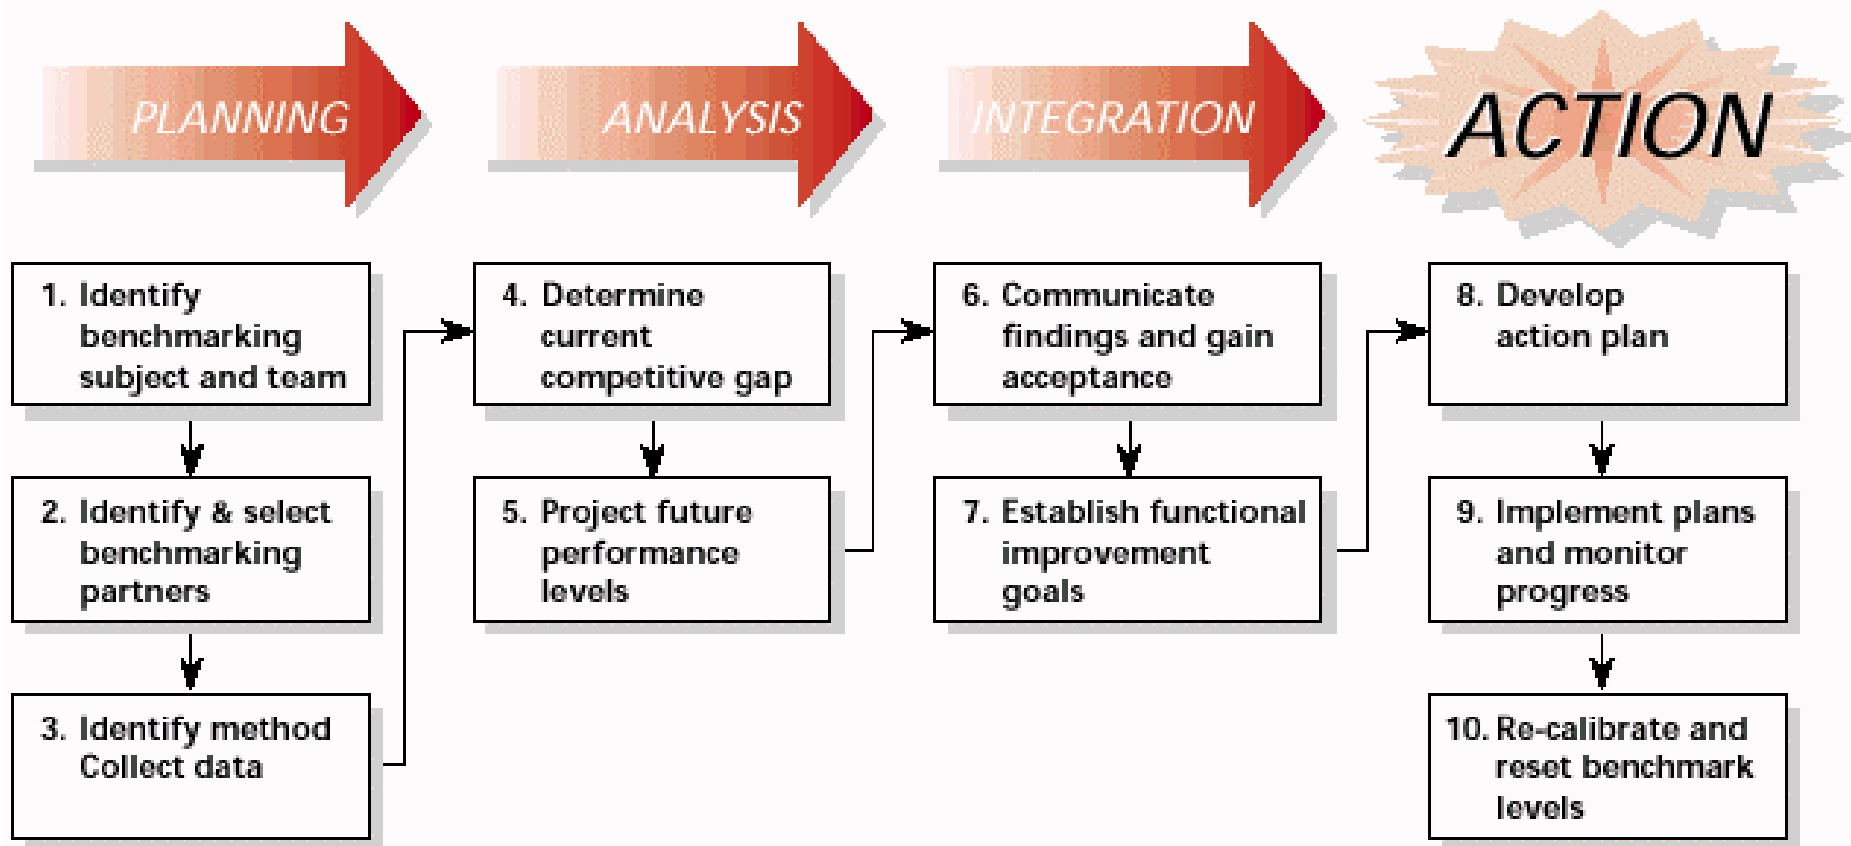 PLANNING
ANALYSIS
INTEGRATION
ACTION
1. Identify
benchmarking
subject and team
2. Identify & select
benchmarking
partners
3. Identify method
Collect data
4. Determine
current
competitive gap
5. Project future
performance
levels
6. Communicate
findings and gain
acceptance
7. Establish functional
improvement
goals
8. Develop
action plan
9. Implement plans
and monitor
progress
10. Re-calibrate and
reset benchmark
levels